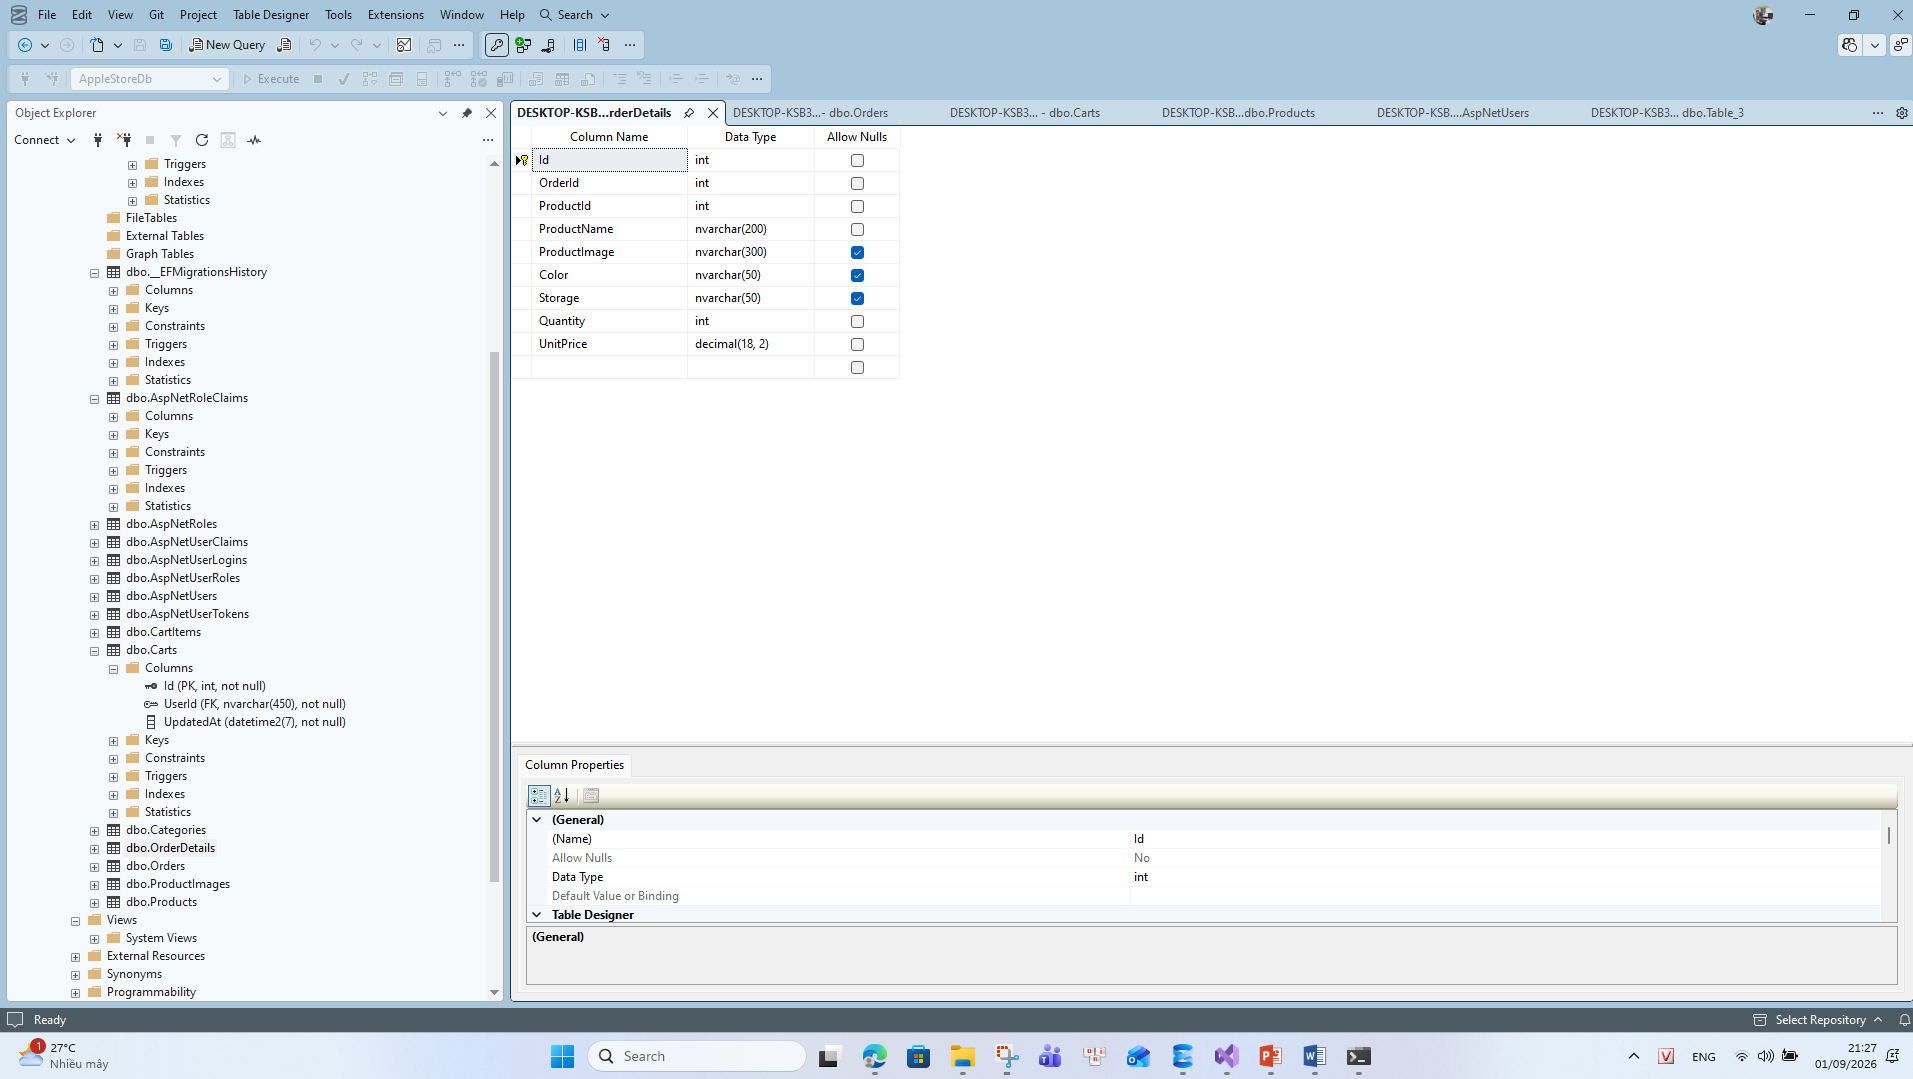 File Edit View Git Project Table Designer Tools Extensions Window Help Search
New Query
AppleStoreDb Execute
Object Explorer
Connect
Triggers
Indexes
Statistics
FileTables
External Tables
Graph Tables
dbo.__EFMigrationsHistory
Columns
Keys
Constraints
Triggers
Indexes
Statistics
dbo.AspNetRoleClaims
Columns
Keys
Constraints
Triggers
Indexes
Statistics
dbo.AspNetRoles
dbo.AspNetUserClaims
dbo.AspNetUserLogins
dbo.AspNetUserRoles
dbo.AspNetUsers
dbo.AspNetUserTokens
dbo.CartItems
dbo.Carts
Columns
Id (PK, int, not null)
UserId (FK, nvarchar(450), not null)
UpdatedAt (datetime2(7), not null)
Keys
Constraints
Triggers
Indexes
Statistics
dbo.Categories
dbo.OrderDetails
dbo.Orders
dbo.ProductImages
dbo.Products
Views
System Views
External Resources
Synonyms
Programmability
DESKTOP-KSB...rderDetails DESKTOP-KSB3...- dbo.Orders DESKTOP-KSB3... - dbo.Carts DESKTOP-KSB...dbo.Products DESKTOP-KSB....AspNetUsers DESKTOP-KSB3... dbo.Table_3
Column Name Data Type Allow Nulls
Id int
OrderId int
ProductId int
ProductName nvarchar(200)
ProductImage nvarchar(300)
Color nvarchar(50)
Storage nvarchar(50)
Quantity int
UnitPrice decimal(18, 2)
Column Properties
(General)
(Name) Id
Allow Nulls No
Data Type int
Default Value or Binding
Table Designer
(General)
Ready Select Repository
1 27°C
Nhiều mây
Search
ENG
21:27
01/09/2026